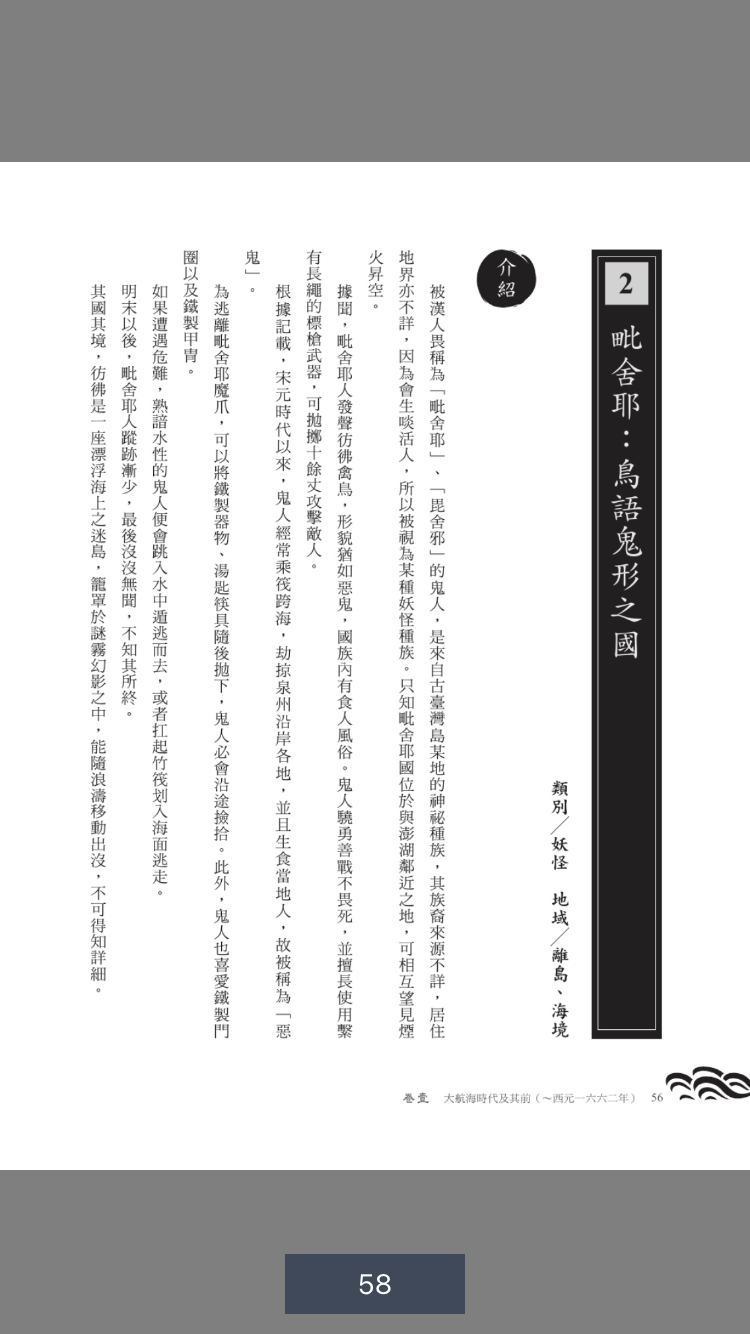 2 毗舍耶：鳥語鬼形之國
類別／妖怪　地域／離島、海境
介紹
被漢人畏稱為「毗舍耶」、「毘舍邪」的鬼人，是來自古臺灣島某地的神祕種族，其族裔來源不詳，居住
地界亦不詳，因為會生啖活人，所以被視為某種妖怪種族。只知毗舍耶國位於與澎湖鄰近之地，可相互望見煙
火昇空。
據聞，毗舍耶人發聲彷彿禽鳥，形貌猶如惡鬼，國族內有食人風俗。鬼人驍勇善戰不畏死，並擅長使用繫
有長繩的標槍武器，可拋擲十餘丈攻擊敵人。
根據記載，宋元時代以來，鬼人經常乘筏跨海，劫掠泉州沿岸各地，並且生食當地人，故被稱為「惡
鬼」。
為逃離毗舍耶魔爪，可以將鐵製器物、湯匙筷具隨後拋下，鬼人必會沿途撿拾。此外，鬼人也喜愛鐵製門
圈以及鐵製甲冑。
如果遭遇危難，熟諳水性的鬼人便會跳入水中遁逃而去，或者扛起竹筏划入海面逃走。
明末以後，毗舍耶人蹤跡漸少，最後沒沒無聞，不知其所終。
其國其境，彷彿是一座漂浮海上之迷島，籠罩於謎霧幻影之中，能隨浪濤移動出沒，不可得知詳細。
卷壹　大航海時代及其前（～西元一六六二年）　56
58